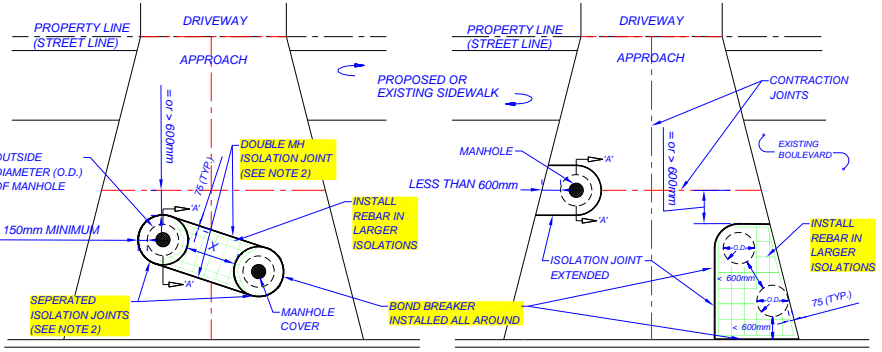 DRIVEWAY
PROPERTY LINE
(STREET LINE)
APPROACH
= or > 600mm
PROPOSED OR
EXISTING SIDEWALK
OUTSIDE
DIAMETER (O.D.)
OF MANHOLE
75 (TYP.)
DOUBLE MH
ISOLATION JOINT
(SEE NOTE 2)
'A'
INSTALL
REBAR IN
LARGER
ISOLATIONS
150mm MINIMUM
X
'A'
SEPERATED
ISOLATION JOINTS
(SEE NOTE 2)
MANHOLE
COVER
BOND BREAKER
INSTALLED ALL AROUND
DRIVEWAY
PROPERTY LINE
(STREET LINE)
APPROACH
CONTRACTION
JOINTS
= or > 600mm
MANHOLE
'A'
EXISTING
BOULEVARD
LESS THAN 600mm
'A'
INSTALL
REBAR IN
LARGER
ISOLATIONS
ISOLATION JOINT
EXTENDED
O.D.
< 600mm
O.D.
75 (TYP.)
< 600mm